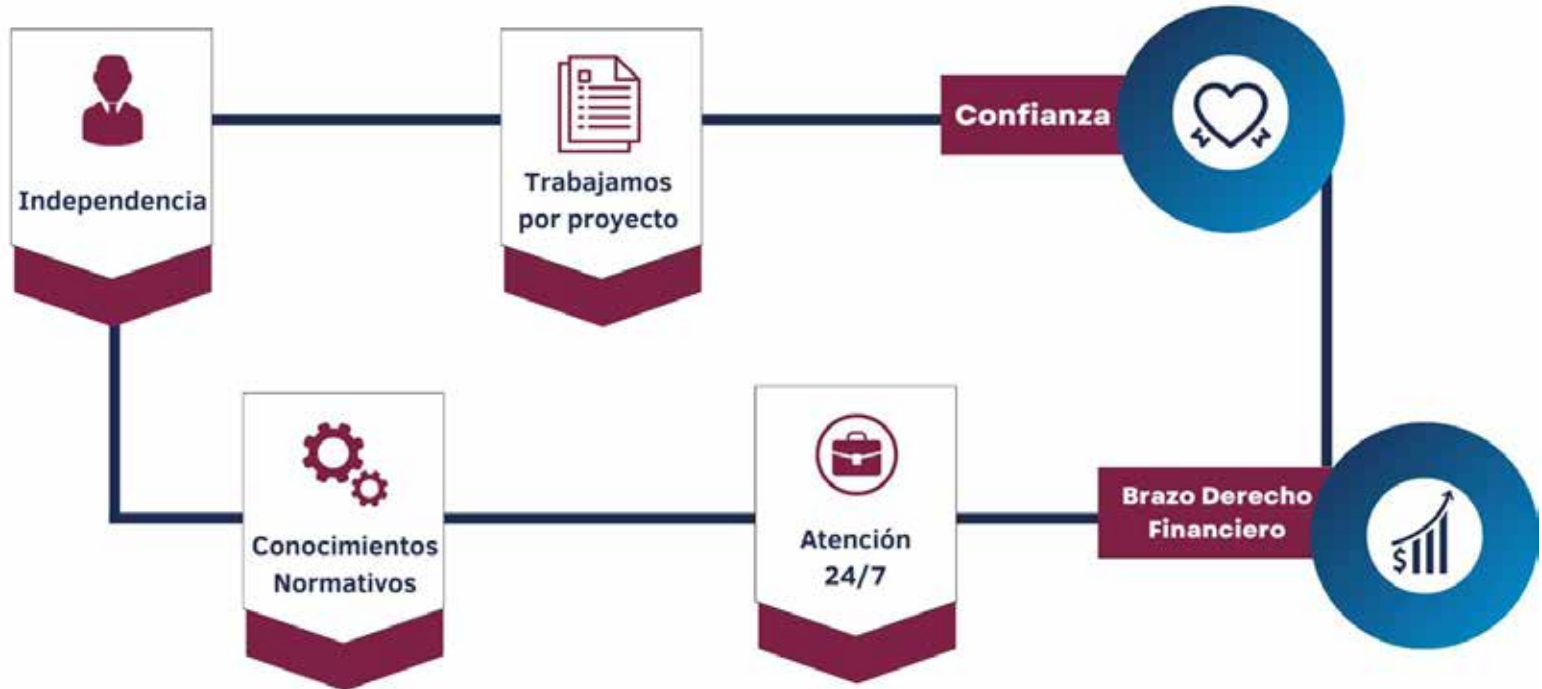 Independencia
Trabajamos
por proyecto
Confianza
Conocimientos
Normativos
Atención
24/7
Brazo Derecho
Financiero
$